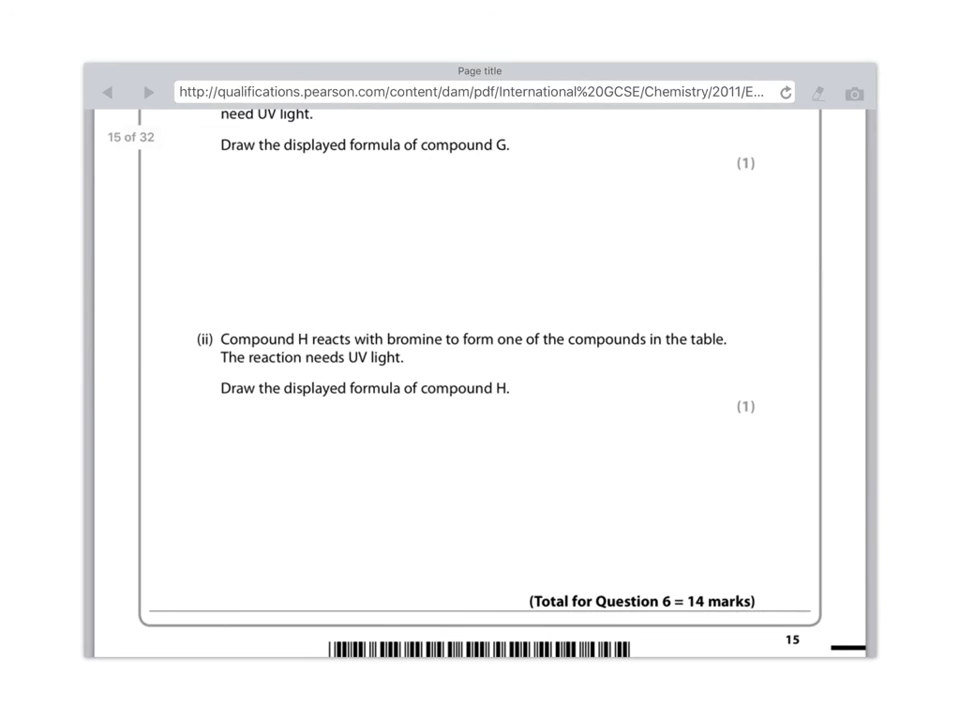 Page title
http://qualifications.pearson.com/content/dam/pdf/International%20GCSE/Chemistry/2011/E...
need UV light.
15 of 32
Draw the displayed formula of compound G.
(1)
(ii) Compound H reacts with bromine to form one of the compounds in the table.
The reaction needs UV light.
Draw the displayed formula of compound H.
(1)
(Total for Question 6 = 14 marks)
15